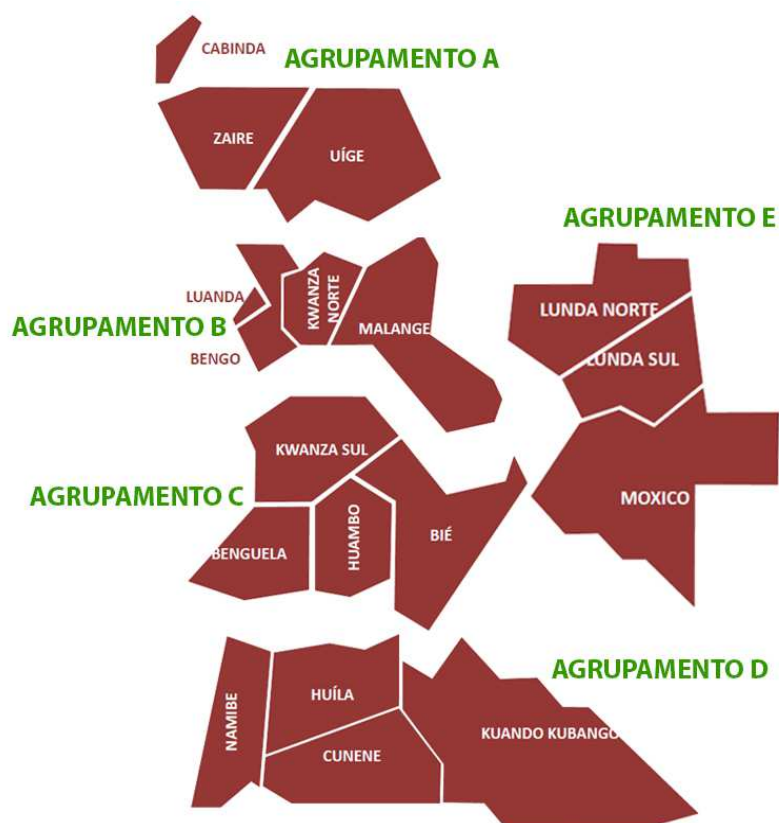 CABINDA
AGRUPAMENTO A
ZAIRE
UÍGE
AGRUPAMENTO E
LUANDA
AGRUPAMENTO B
BENGO
KWANZA
NORTE
MALANGE
LUNDA NORTE
LUNDA SUL
MOXICO
KWANZA SUL
AGRUPAMENTO C
BENGUELA
HUAMBO
BIÉ
AGRUPAMENTO D
NAMIBE
HUÍLA
CUNENE
KUANDO KUBANGO